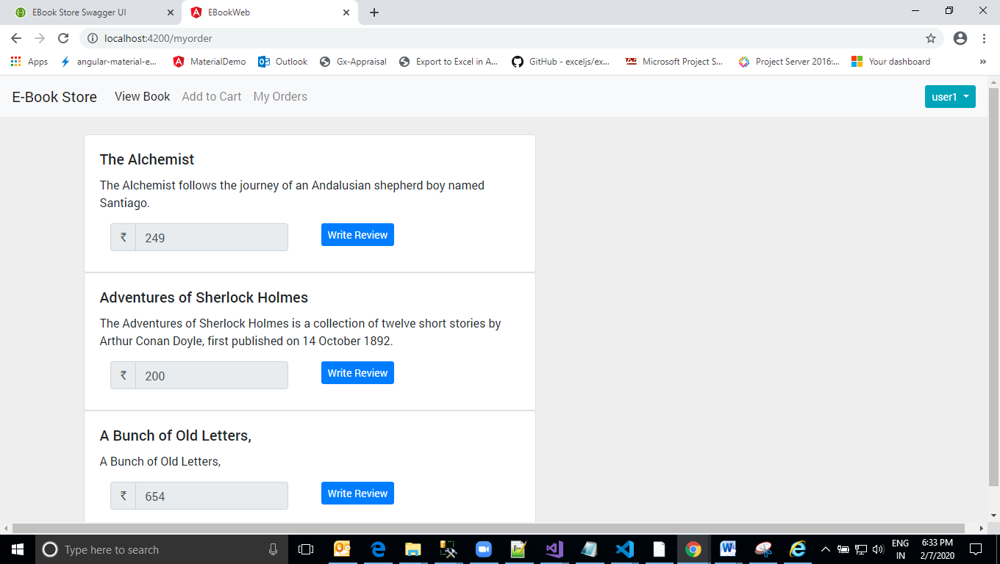 EBook Store Swagger UI
EBookWeb
localhost:4200/myorder
Apps
angular-material-e...
MaterialDemo
Outlook
Gx-Appraisal
Export to Excel in A...
GitHub - exceljs/ex...
Microsoft Project S...
Project Server 2016:...
Your dashboard
E-Book Store View Book Add to Cart My Orders user1
The Alchemist
The Alchemist follows the journey of an Andalusian shepherd boy named
Santiago.
₹ 249 Write Review
Adventures of Sherlock Holmes
The Adventures of Sherlock Holmes is a collection of twelve short stories by
Arthur Conan Doyle, first published on 14 October 1892.
₹ 200 Write Review
A Bunch of Old Letters,
A Bunch of Old Letters,
₹ 654 Write Review
Type here to search
ENG
IN
6:33 PM
2/7/2020